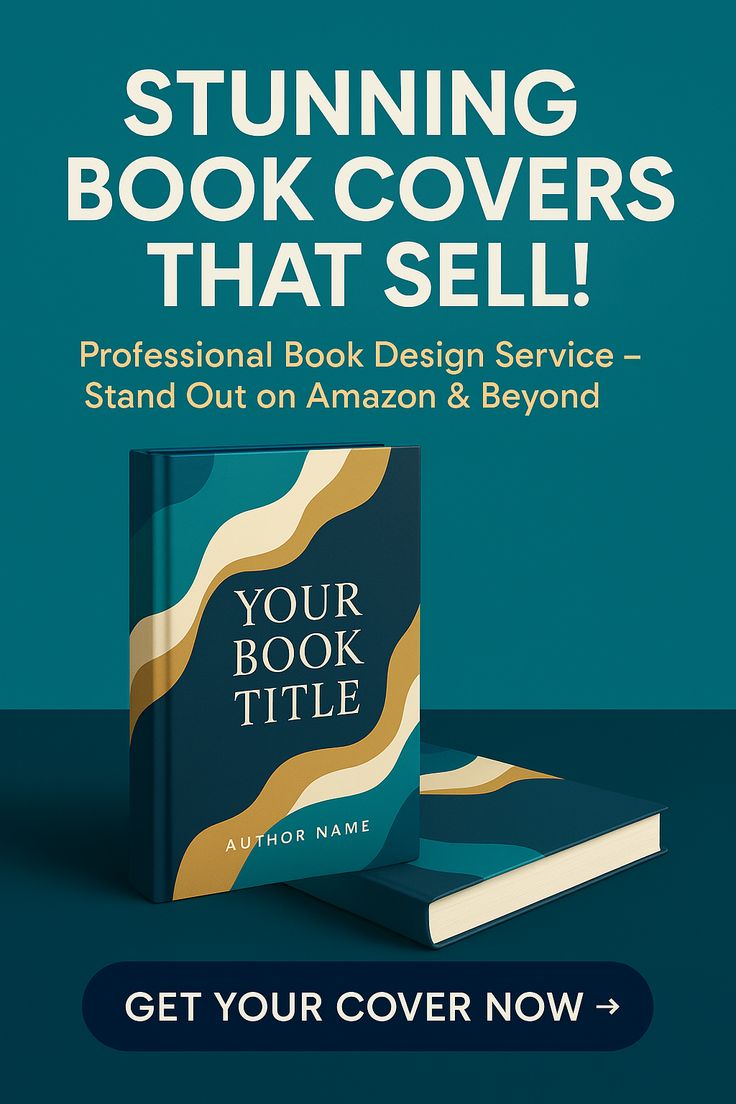 STUNNING
BOOK COVERS
THAT SELL!
Professional Book Design Service –
Stand Out on Amazon & Beyond
YOUR
BOOK
TITLE
AUTHOR NAME
GET YOUR COVER NOW →